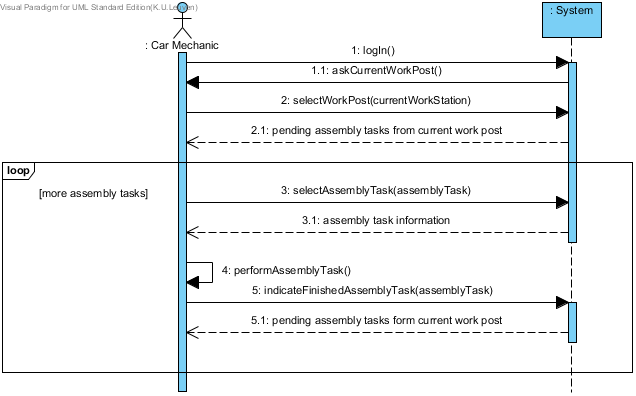 Visual Paradigm for UML Standard Edition(K.U.Leuven)
: System
: Car Mechanic
1: logIn()
1.1: askCurrentWorkPost()
2: selectWorkPost(currentWorkStation)
2.1: pending assembly tasks from current work post
loop
[more assembly tasks]
3: selectAssemblyTask(assemblyTask)
3.1: assembly task information
4: performAssemblyTask()
5: indicateFinishedAssemblyTask(assemblyTask)
5.1: pending assembly tasks form current work post